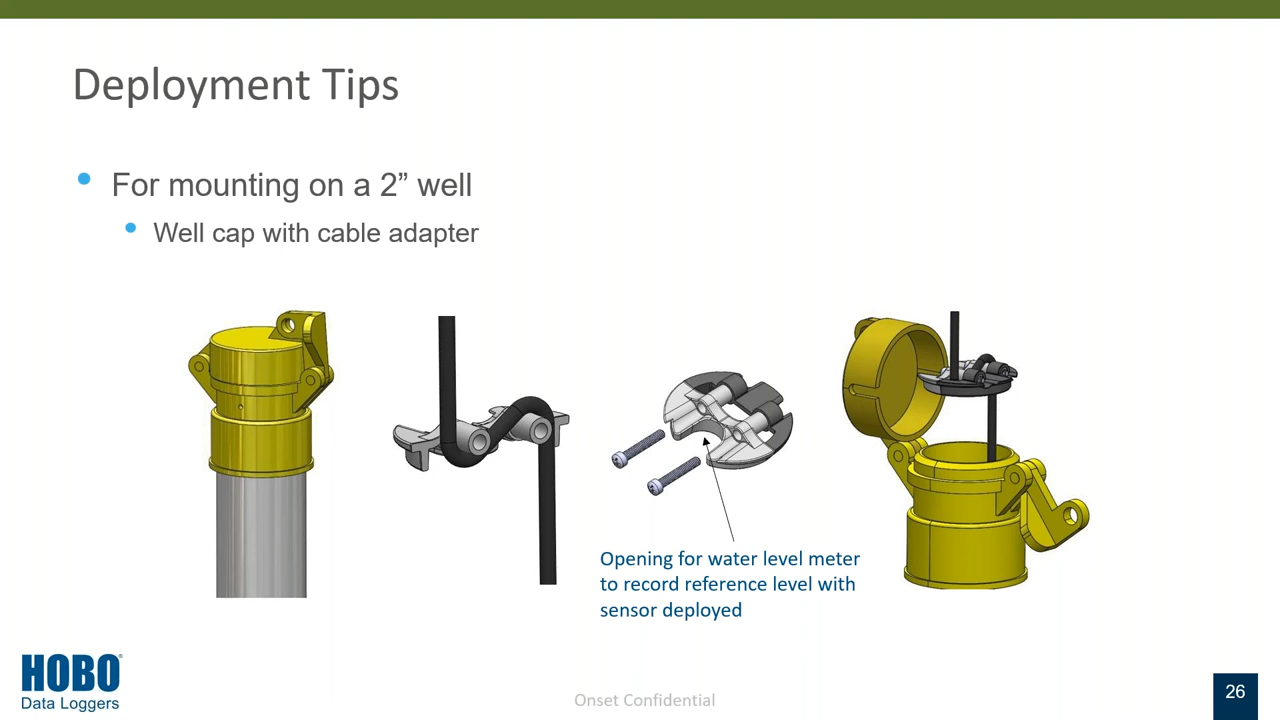 Deployment Tips
• For mounting on a 2” well
• Well cap with cable adapter
Opening for water level meter
to record reference level with
sensor deployed
HOBO®
Data Loggers
Onset Confidential
26